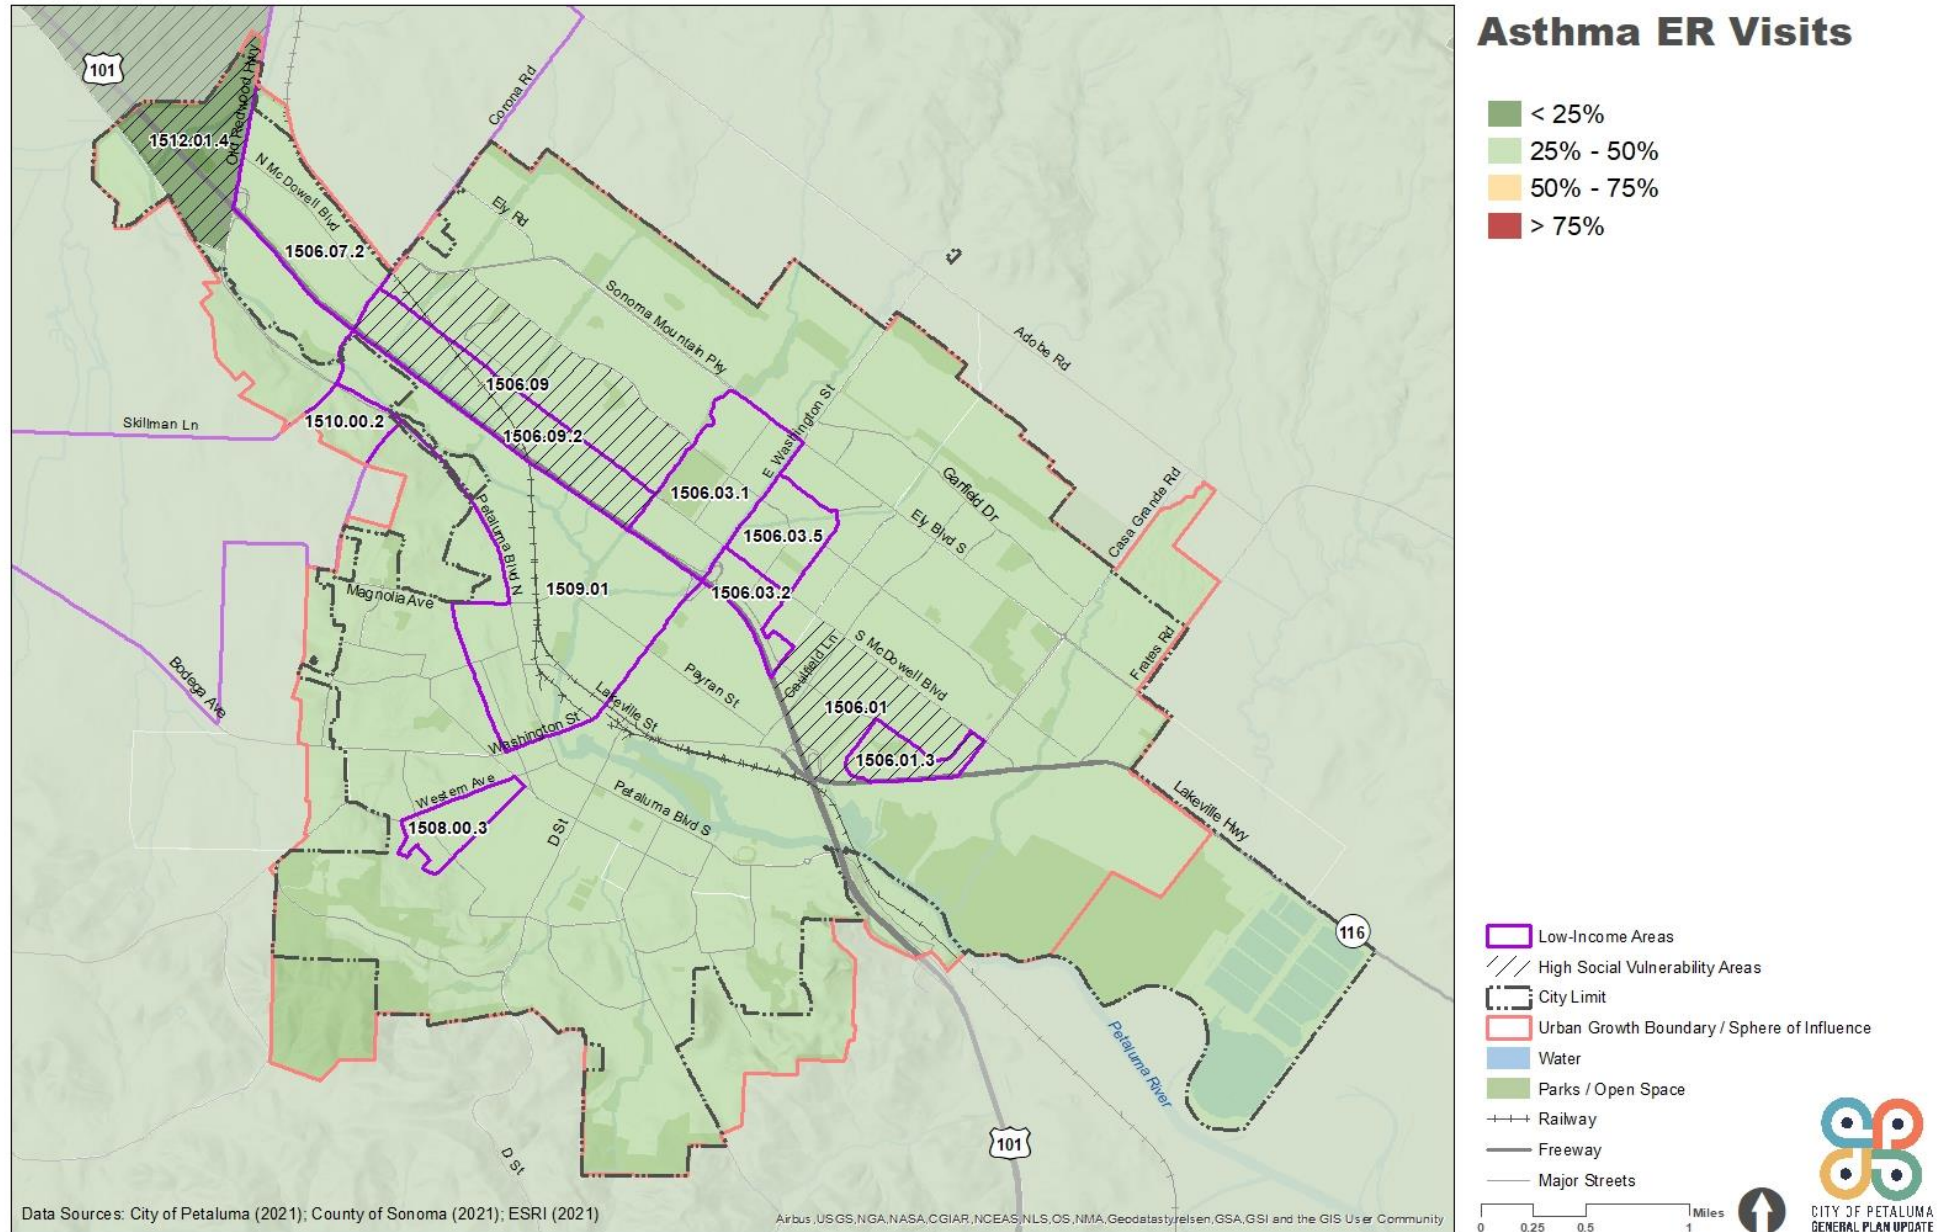 Asthma ER Visits
< 25%
25% - 50%
50% - 75%
> 75%
101
Old Redwood Hwy
Corona Rd
1512.01.4
N Mc Dowell Blvd
Ely Rd
1506.07.2
Sonoma Mountain Pky
Adobe Rd
1506.09
E Washington St
Skillman Ln
1510.00.2
1506.09.2
Garfield Dr
Casa Grande Rd
1506.03.1
Ely Blvd S
1506.03.5
Petaluma Blvd N
Magnolia Ave
1509.01
1506.03.2
Frates Rd
S McDowell Blvd
Caulfield Ln
Payran St
Bodega Ave
Lakeville St
1506.01
Washington St
1506.01.3
Western Ave
Petaluma Blvd S
Lakeville Hwy
1508.00.3
D St
116
Petaluma River
101
D St
Data Sources: City of Petaluma (2021); County of Sonoma (2021); ESRI (2021)
Airbus,USGS,NGA,NASA,CGIAR,NCEAS,NLS,OS,NMA,Geodatastyrelsen,GSA,GSI and the GIS User Community
Low-Income Areas
High Social Vulnerability Areas
City Limit
Urban Growth Boundary / Sphere of Influence
Water
Parks / Open Space
Railway
Freeway
Major Streets
Miles
0 0.25 0.5 1
CITY OF PETALUMA
GENERAL PLAN UPDATE